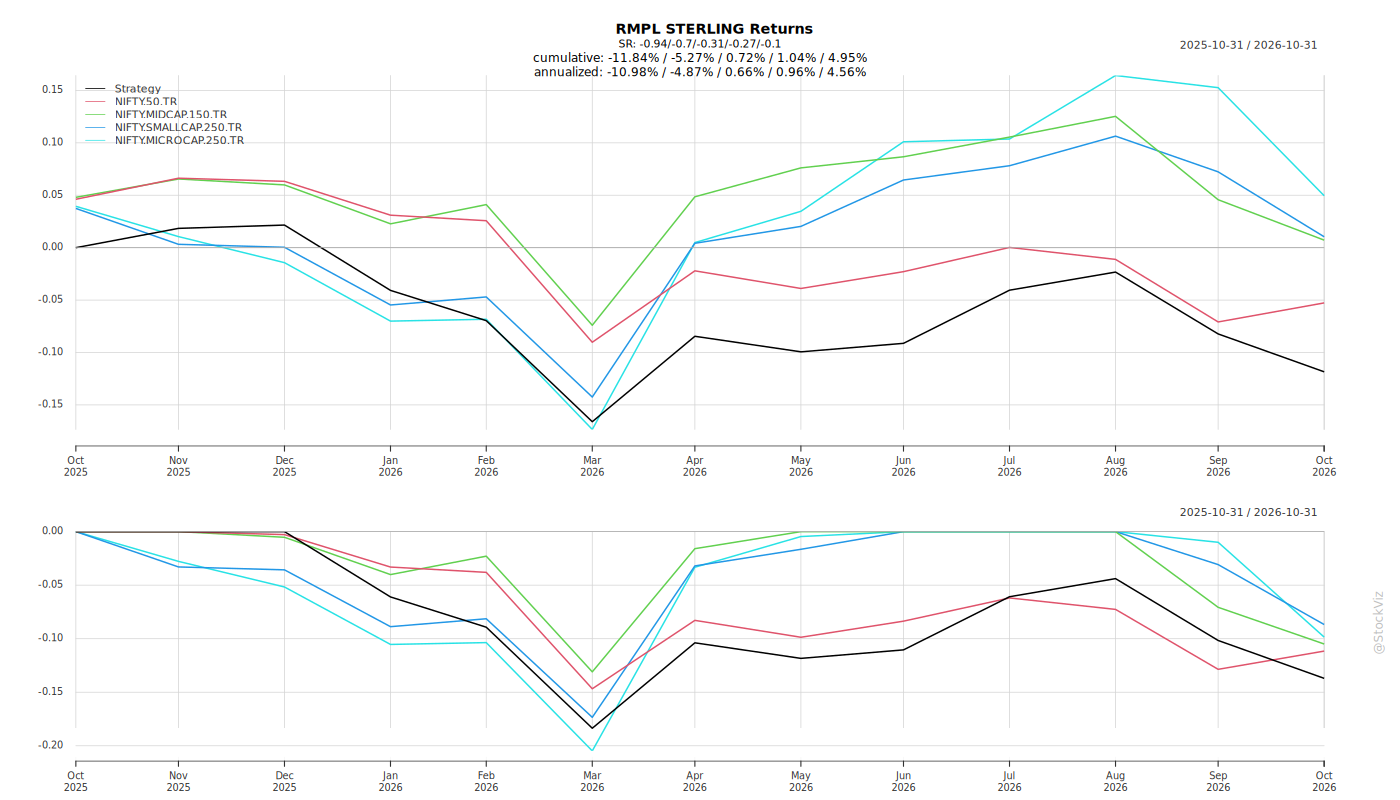 RMPL STERLING Returns
SR: -0.94/-0.7/-0.31/-0.27/-0.1
cumulative: -11.84% / -5.27% / 0.72% / 1.04% / 4.95%
annualized: -10.98% / -4.87% / 0.66% / 0.96% / 4.56%
2025-10-31 / 2026-10-31
Strategy
NIFTY.50.TR
NIFTY.MIDCAP.150.TR
NIFTY.SMALLCAP.250.TR
NIFTY.MICROCAP.250.TR
0.15
0.10
0.05
0.00
-0.05
-0.10
-0.15
Oct Nov Dec Jan Feb Mar Apr May Jun Jul Aug Sep Oct
2025 2025 2025 2026 2026 2026 2026 2026 2026 2026 2026 2026 2026
2025-10-31 / 2026-10-31
0.00
-0.05
-0.10
-0.15
-0.20
Oct Nov Dec Jan Feb Mar Apr May Jun Jul Aug Sep Oct
2025 2025 2025 2026 2026 2026 2026 2026 2026 2026 2026 2026 2026
@StockViz